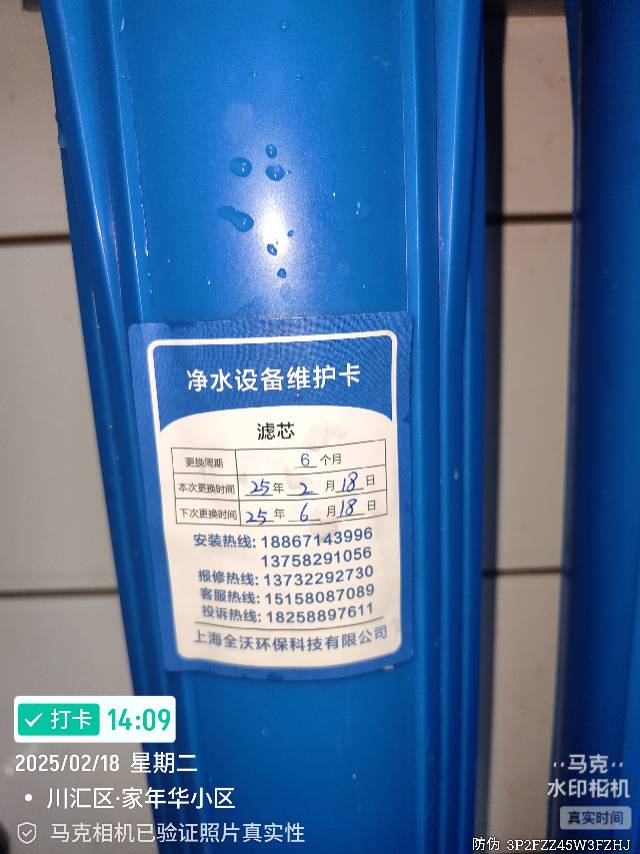 净水设备维护卡
滤芯
更换周期 6 个月
本次更换时间 25 年 2 月 18 日
下次更换时间 25 年 6 月 18 日
安装热线: 18867143996
13758291056
报修热线: 13732292730
客服热线: 15158087089
投诉热线: 18258897611
上海全沃环保科技有限公司
打卡 14:09
2025/02/18 星期二
川汇区·家年华小区
马克相机已验证照片真实性
马克
水印相机
真实时间
防伪 3P2FZZ45W3FZHJ